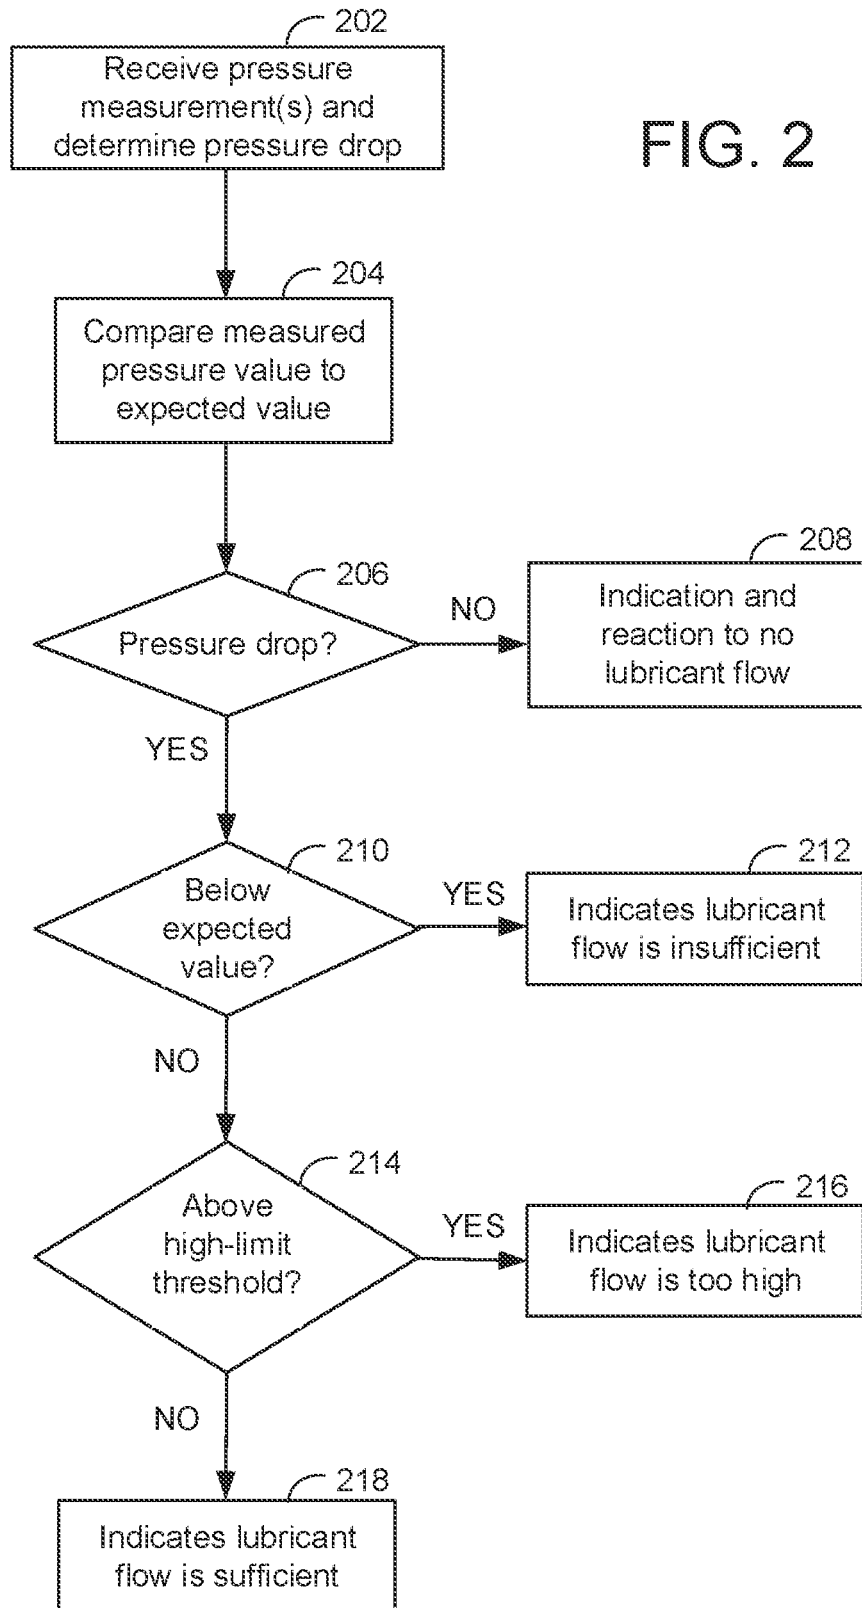 202
Receive pressure
measurement(s) and
determine pressure drop
FIG. 2
204
Compare measured
pressure value to
expected value
206
Pressure drop?
NO
208
Indication and
reaction to no
lubricant flow
YES
210
Below
expected
value?
YES
212
Indicates lubricant
flow is insufficient
NO
214
Above
high-limit
threshold?
YES
216
Indicates lubricant
flow is too high
NO
218
Indicates lubricant
flow is sufficient